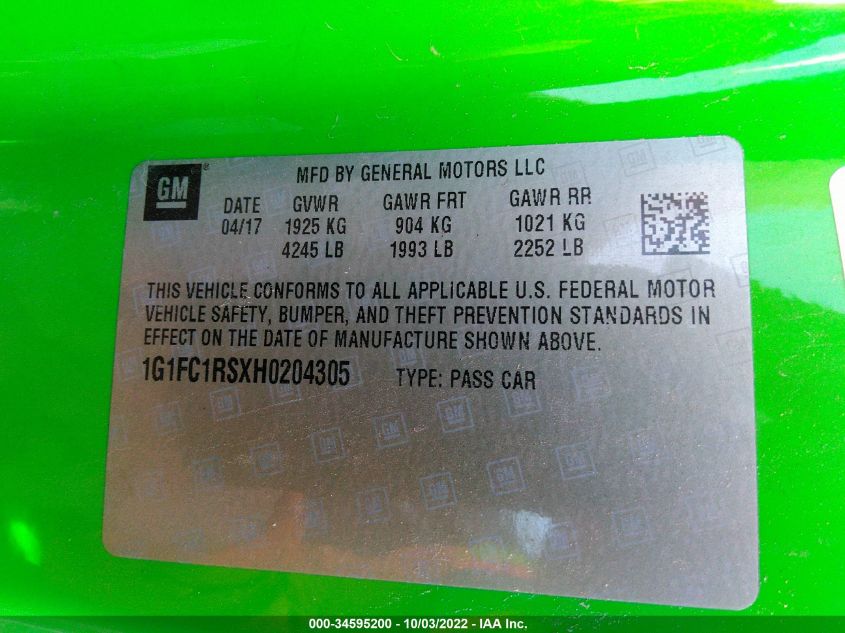 GM ®
MFD BY GENERAL MOTORS LLC
DATE GVWR GAWR FRT GAWR RR
04/17 1925 KG 904 KG 1021 KG
4245 LB 1993 LB 2252 LB
THIS VEHICLE CONFORMS TO ALL APPLICABLE U.S. FEDERAL MOTOR
VEHICLE SAFETY, BUMPER, AND THEFT PREVENTION STANDARDS IN
EFFECT ON THE DATE OF MANUFACTURE SHOWN ABOVE.
1G1FC1RSXH0204305 TYPE: PASS CAR
000-34595200 - 10/03/2022 - IAA Inc.